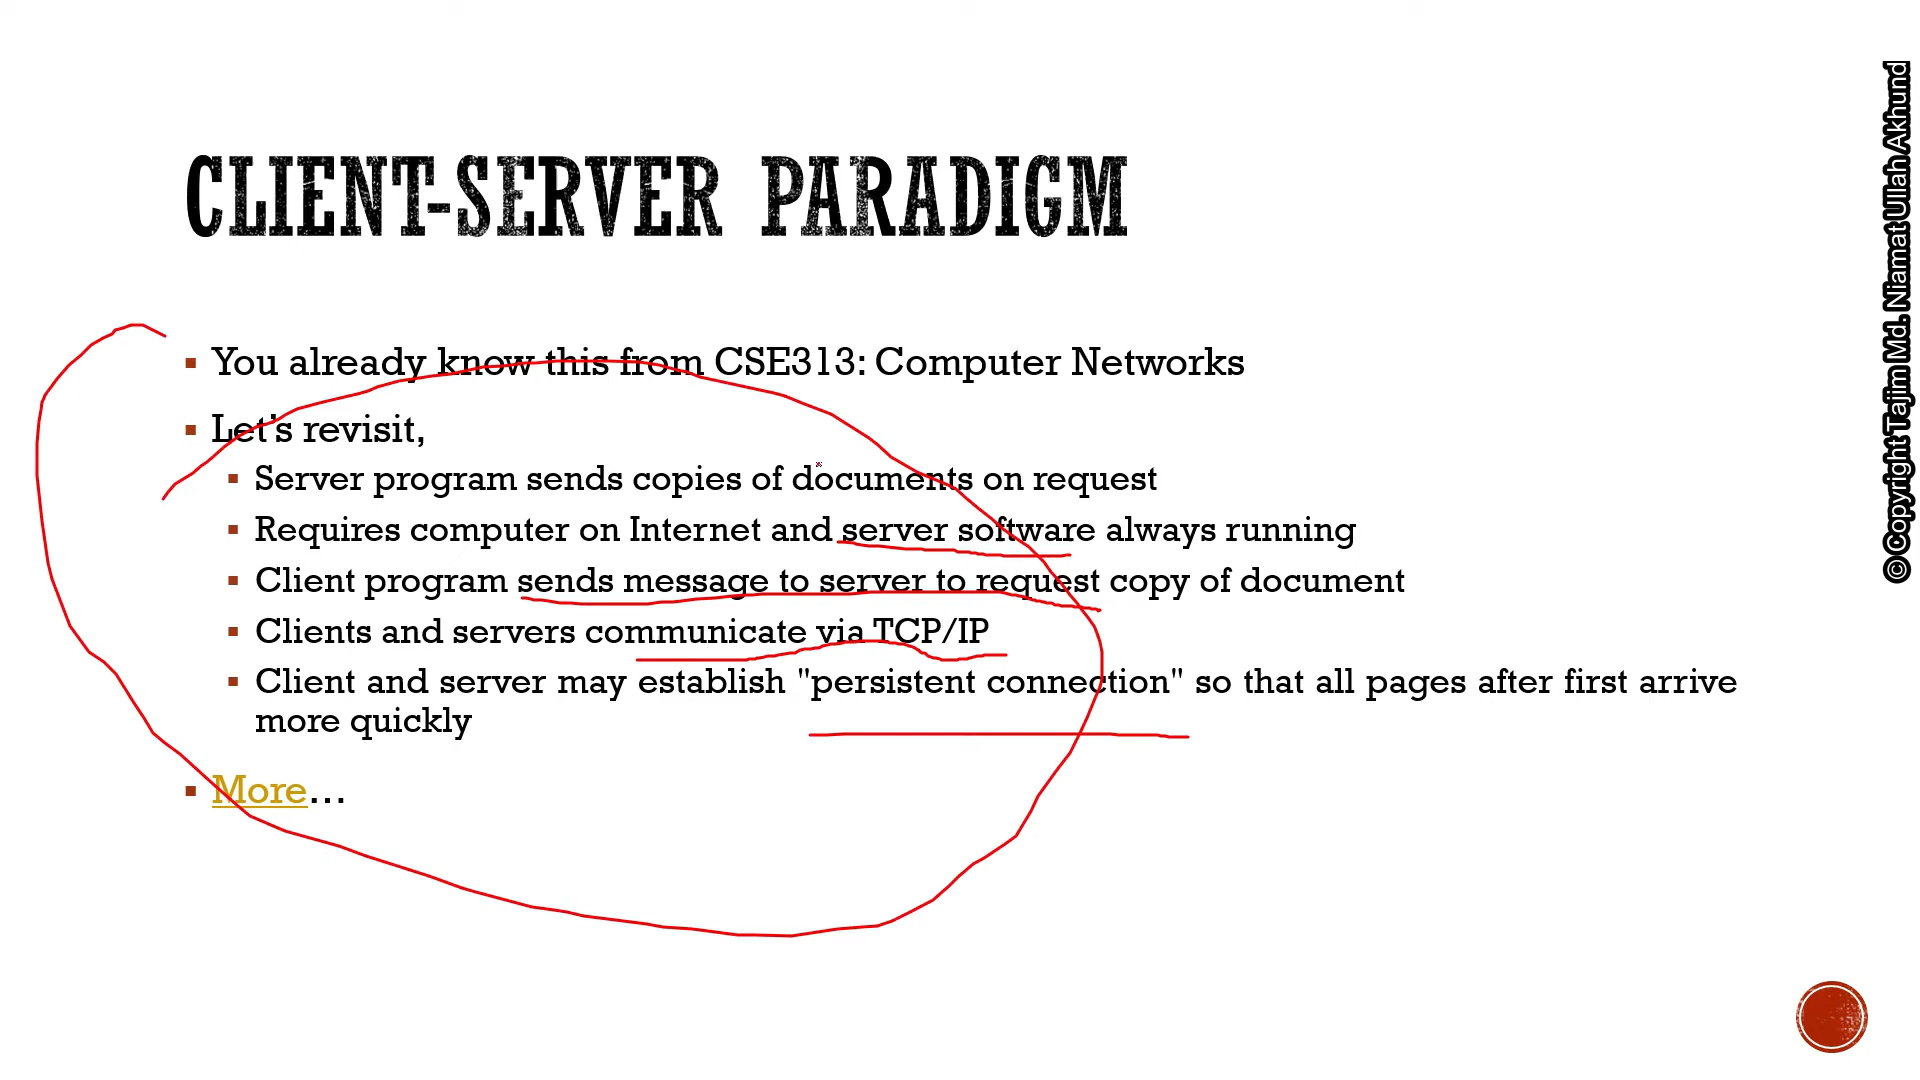 CLIENT-SERVER PARADIGM
You already know this from CSE313: Computer Networks
Let's revisit,
Server program sends copies of documents on request
Requires computer on Internet and server software always running
Client program sends message to server to request copy of document
Clients and servers communicate via TCP/IP
Client and server may establish "persistent connection" so that all pages after first arrive
more quickly
More...
©Copyright Tajim Md. Niamat Ullah Akhund